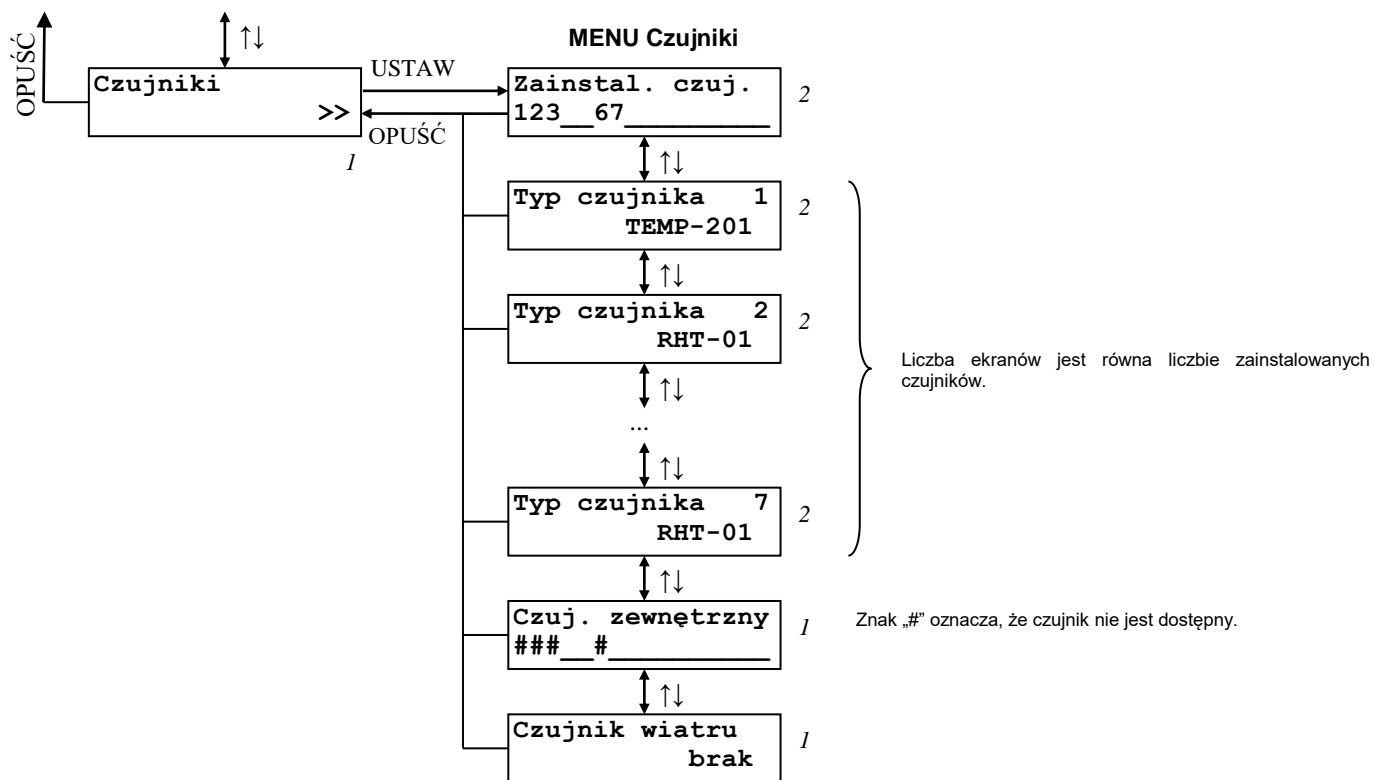 MENU Czujniki
OPUŚĆ
↑↓
Czujniki
>>
1
USTAW
OPUŚĆ
Zainstal. czuj.
123__67_________
2
↑↓
Typ czujnika 1
TEMP-201
2
↑↓
Typ czujnika 2
RHT-01
2
↑↓
...
↑↓
Typ czujnika 7
RHT-01
2
Liczba ekranów jest równa liczbie zainstalowanych
czujników.
↑↓
Czuj. zewnętrzny
###__#__________
1
Znak „#” oznacza, że czujnik nie jest dostępny.
↑↓
Czujnik wiatru
brak
1